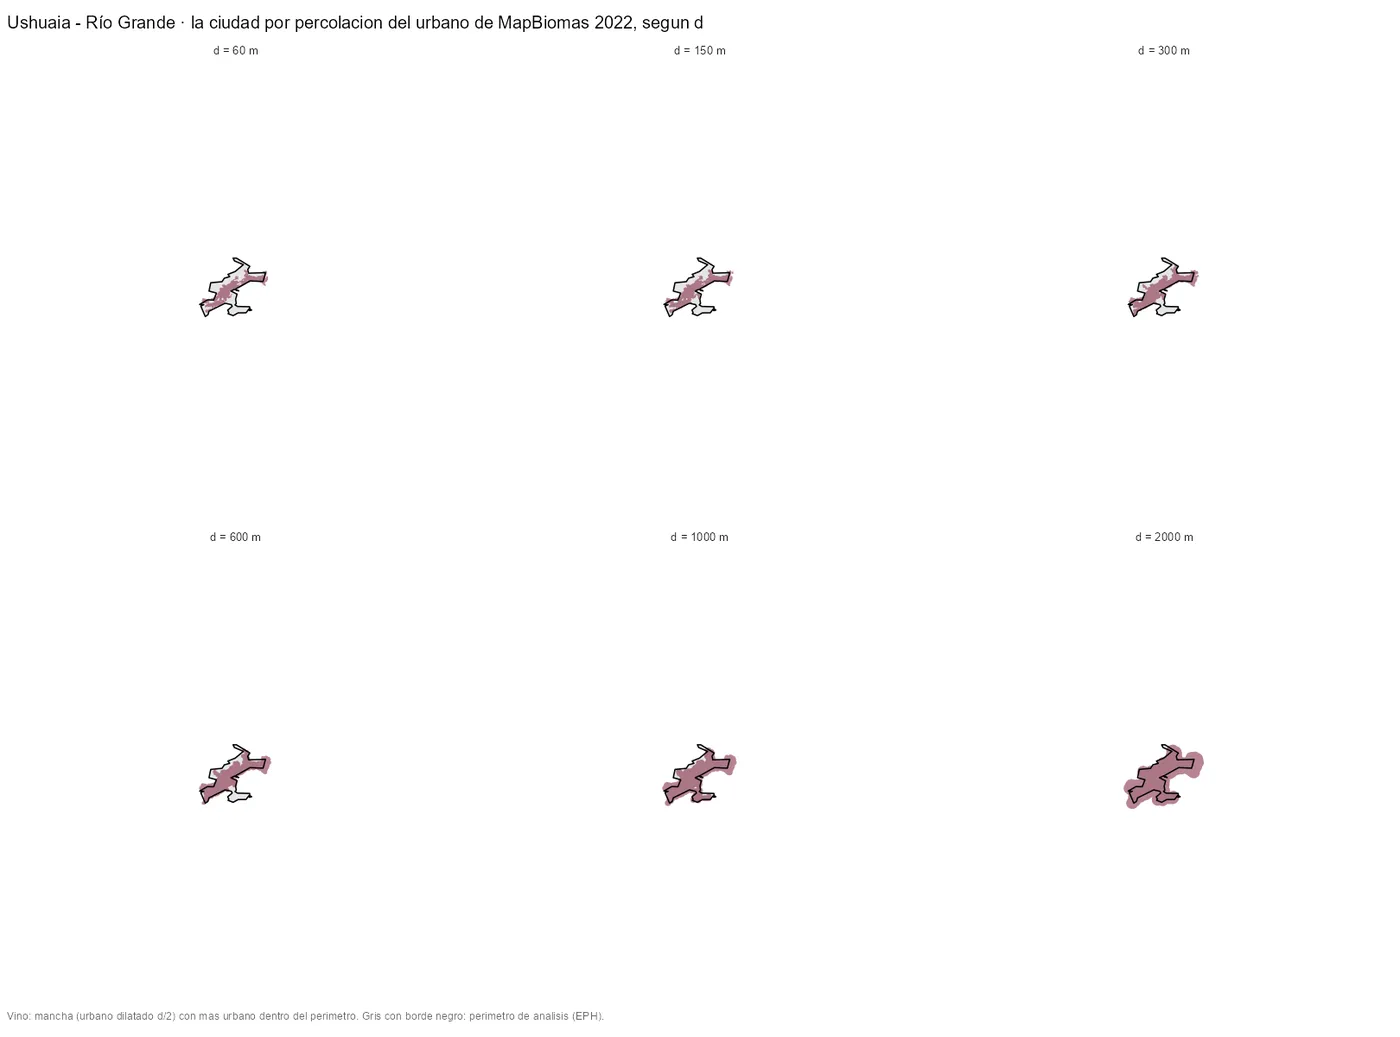 Ushuaia - Río Grande · la ciudad por percolacion del urbano de MapBiomas 2022, segun d
d = 60 m
d = 150 m
d = 300 m
d = 600 m
d = 1000 m
d = 2000 m
Vino: mancha (urbano dilatado d/2) con mas urbano dentro del perimetro. Gris con borde negro: perimetro de analisis (EPH).